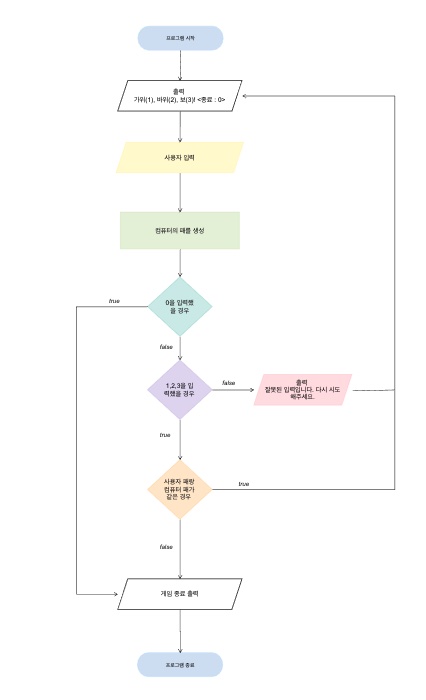 프로그램 시작
출력
가위(1), 바위(2), 보(3)! <종료 : 0>
사용자 입력
컴퓨터의 패를 생성
0을 입력했
을 경우
true
false
1,2,3을 입
력했을 경우
false
출력
잘못된 입력입니다. 다시 시도
해주세요.
true
사용자 패랑
컴퓨터 패가
같은 경우
true
false
게임 종료 출력
프로그램 종료